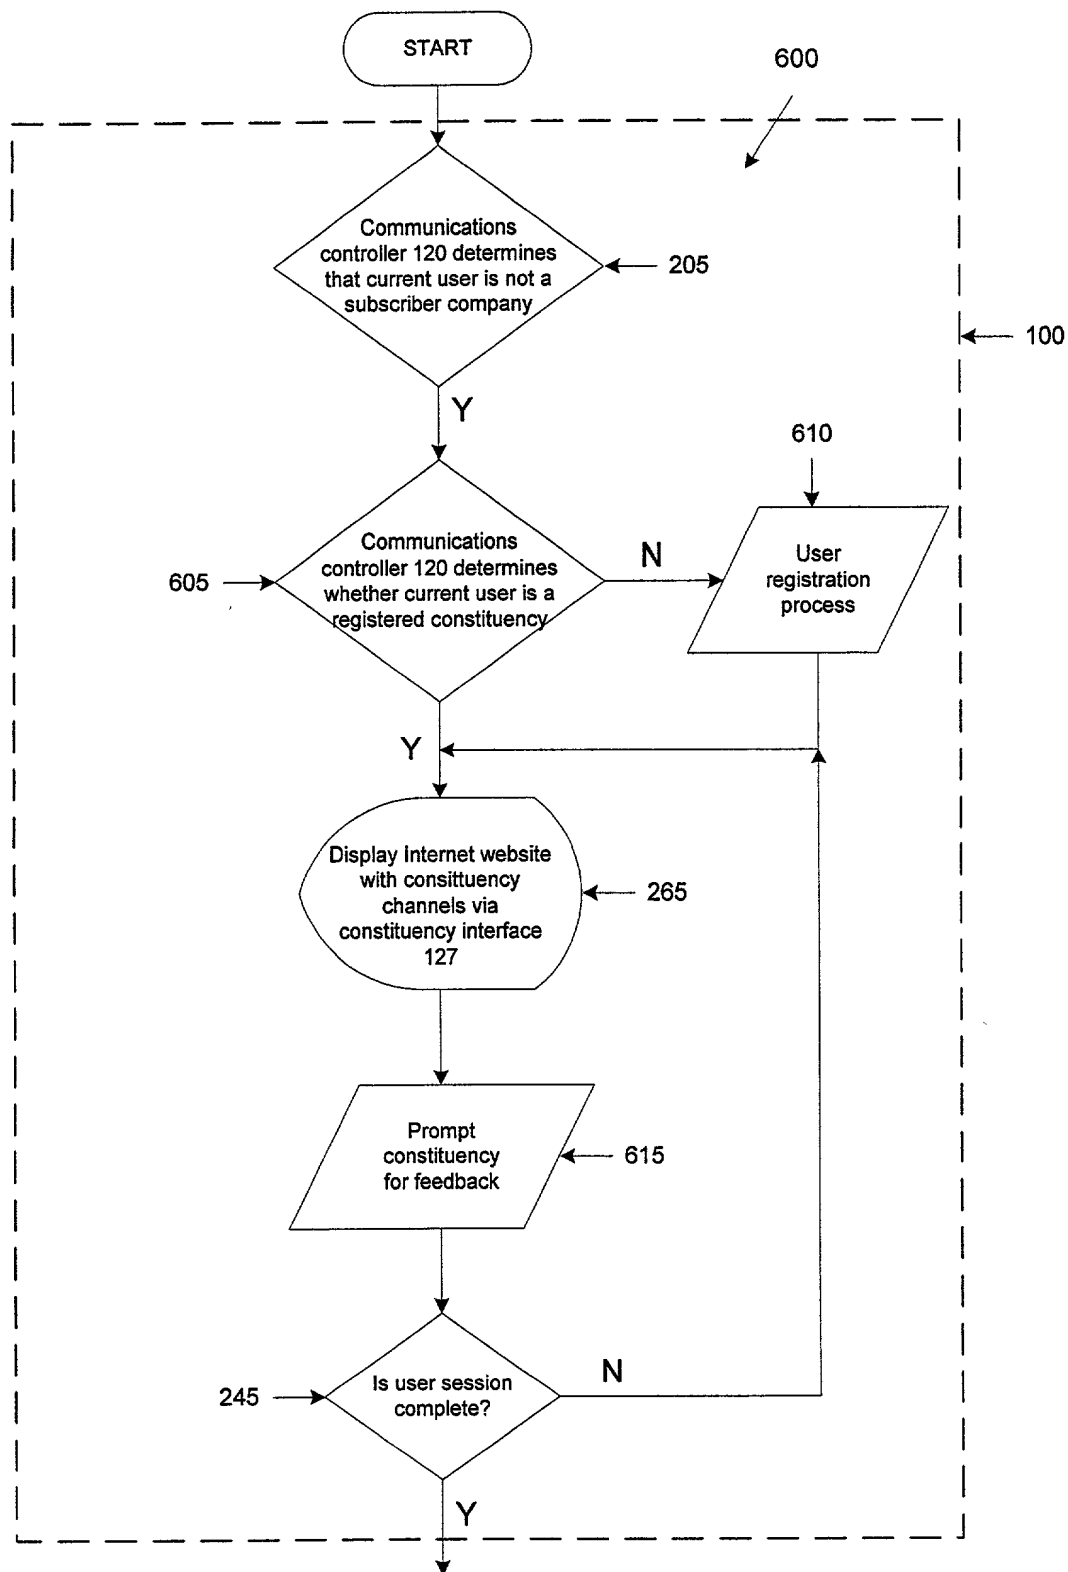 START
600
Communications
controller 120 determines
that current user is not a
subscriber company
205
100
Y
610
Communications
controller 120 determines
whether current user is a
registered constituency
605
N
User
registration
process
Y
Display Internet website
with consittuency
channels via
constituency interface
127
265
Prompt
constituency
for feedback
615
Is user session
complete?
245
N
Y